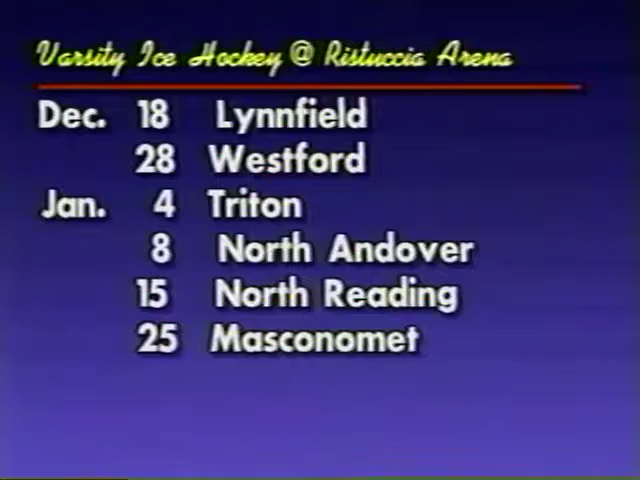 Varsity Ice Hockey @ Ristuccia Arena
Dec. 18 Lynnfield
28 Westford
Jan. 4 Triton
8 North Andover
15 North Reading
25 Masconomet